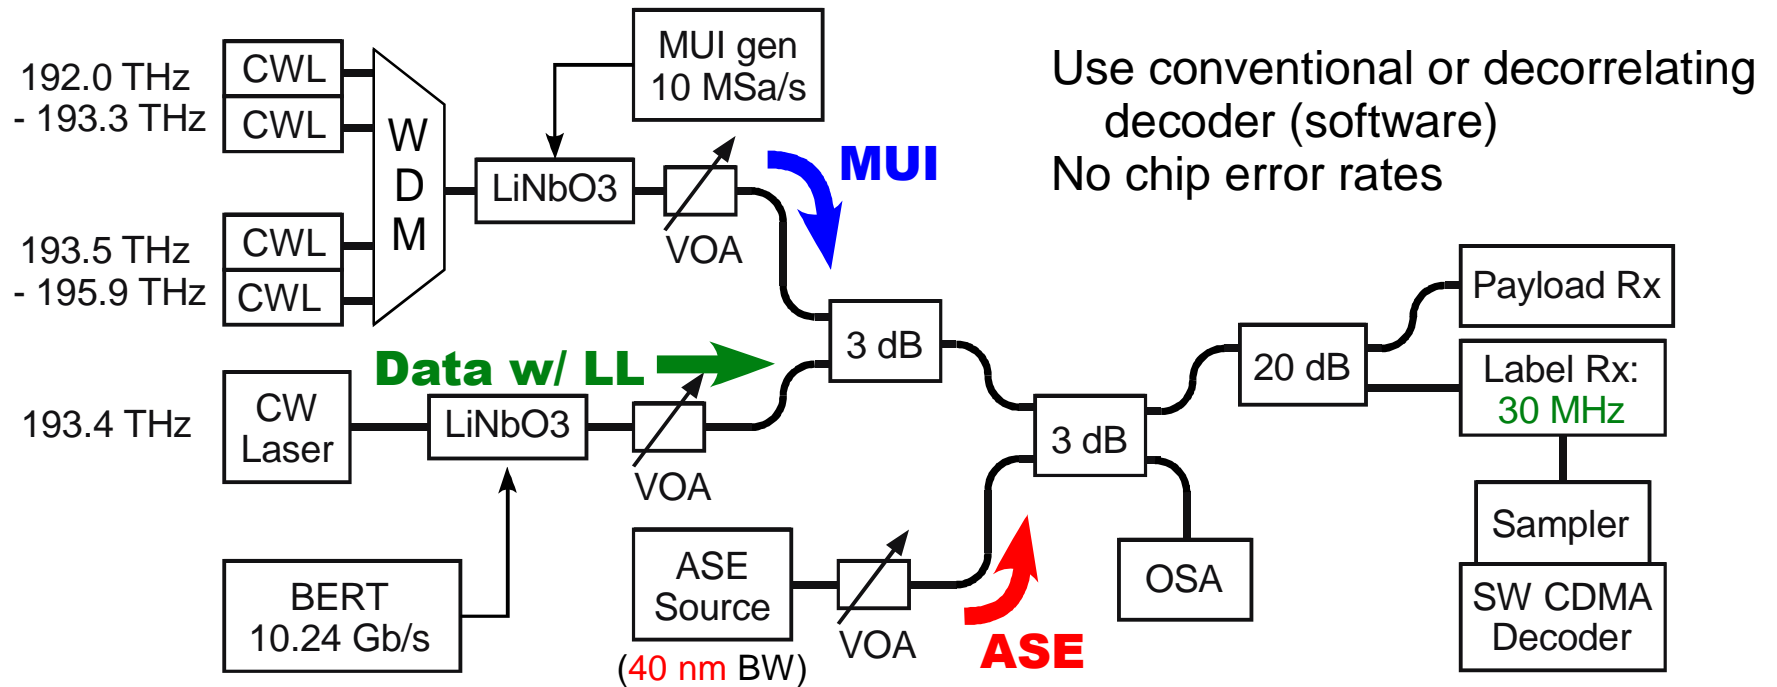 192.0 THz
- 193.3 THz
CWL
CWL
193.5 THz
- 195.9 THz
CWL
CWL
W
D
M
LiNbO3
MUI gen
10 MSa/s
VOA
MUI
Use conventional or decorrelating
decoder (software)
No chip error rates
193.4 THz
CW
Laser
Data w/ LL
LiNbO3
VOA
BERT
10.24 Gb/s
3 dB
ASE
Source
(40 nm BW)
VOA
ASE
3 dB
OSA
20 dB
Payload Rx
Label Rx:
30 MHz
Sampler
SW CDMA
Decoder